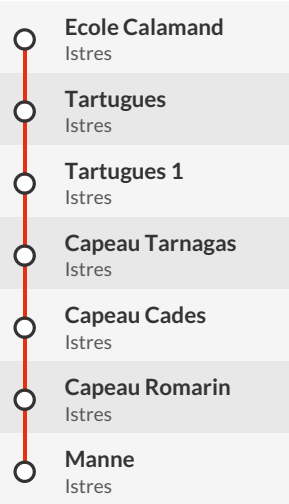 Ecole Calamand
Istres
Tartugues
Istres
Tartugues 1
Istres
Capeau Tarnagas
Istres
Capeau Cades
Istres
Capeau Romarin
Istres
Manne
Istres